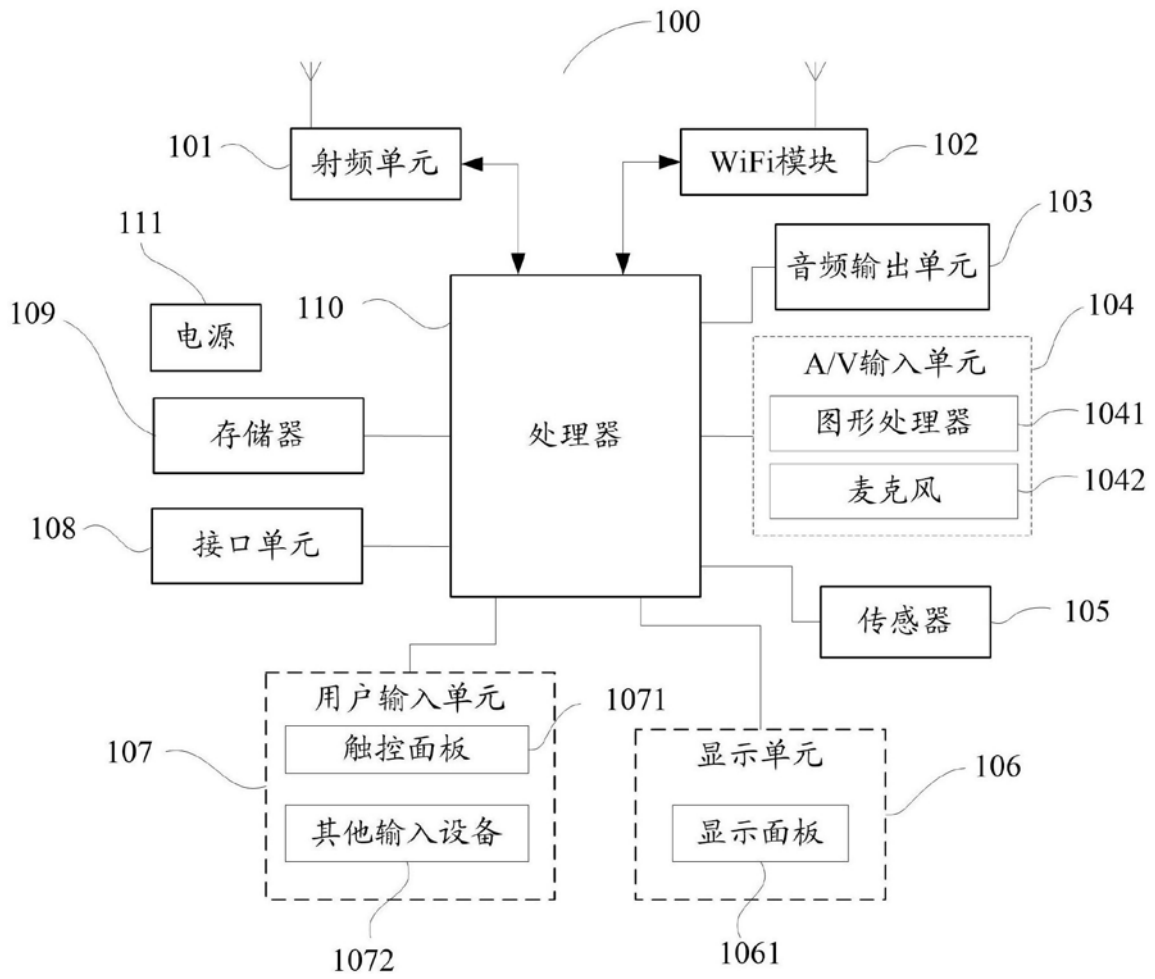 100
101
射频单元
WiFi模块
102
111
电源
音频输出单元
103
109
存储器
110
处理器
A/V输入单元
104
图形处理器
1041
麦克风
1042
108
接口单元
传感器
105
用户输入单元
107
触控面板
1071
其他输入设备
1072
显示单元
106
显示面板
1061